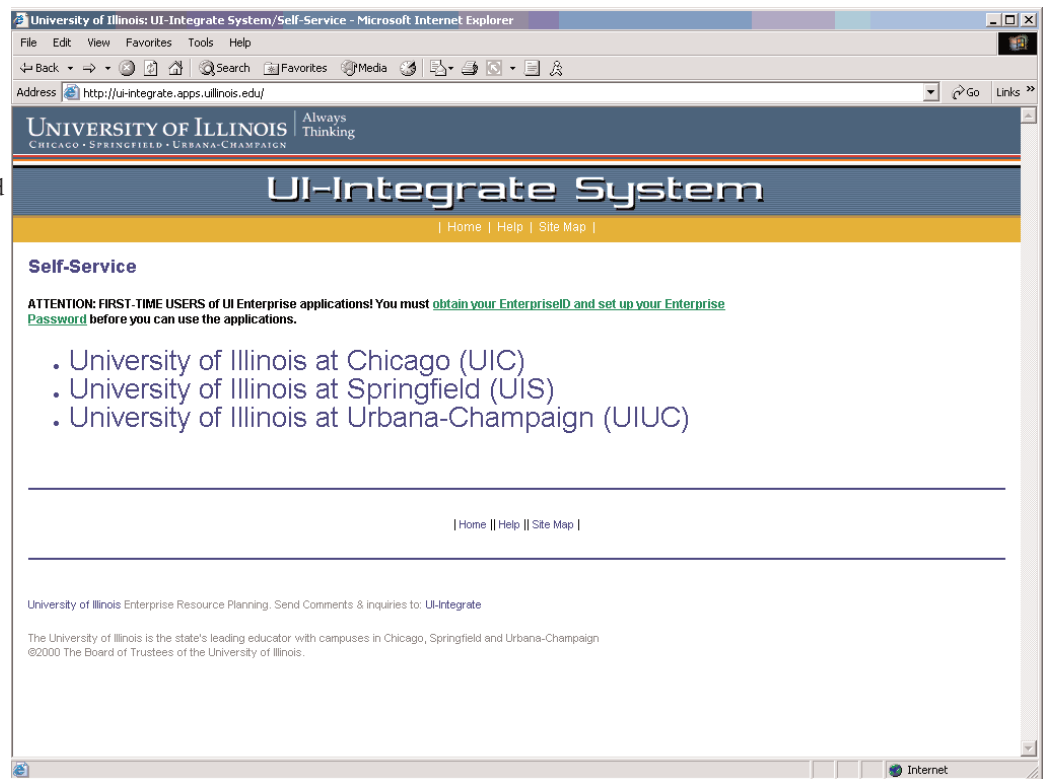 University of Illinois: UI-Integrate System/Self-Service - Microsoft Internet Explorer
File Edit View Favorites Tools Help
Back Search Favorites Media
Address http://ui-integrate.apps.uillinois.edu/ Go Links »
UNIVERSITY OF ILLINOIS Always
Thinking
CHICAGO • SPRINGFIELD • URBANA-CHAMPAIGN
UI-Integrate System
| Home | Help | Site Map |
Self-Service
ATTENTION: FIRST-TIME USERS of UI Enterprise applications! You must obtain your EnterpriseID and set up your Enterprise
Password before you can use the applications.
• University of Illinois at Chicago (UIC)
• University of Illinois at Springfield (UIS)
• University of Illinois at Urbana-Champaign (UIUC)
| Home || Help || Site Map |
University of Illinois Enterprise Resource Planning. Send Comments & inquiries to: UI-Integrate
The University of Illinois is the state's leading educator with campuses in Chicago, Springfield and Urbana-Champaign
©2000 The Board of Trustees of the University of Illinois.
Internet